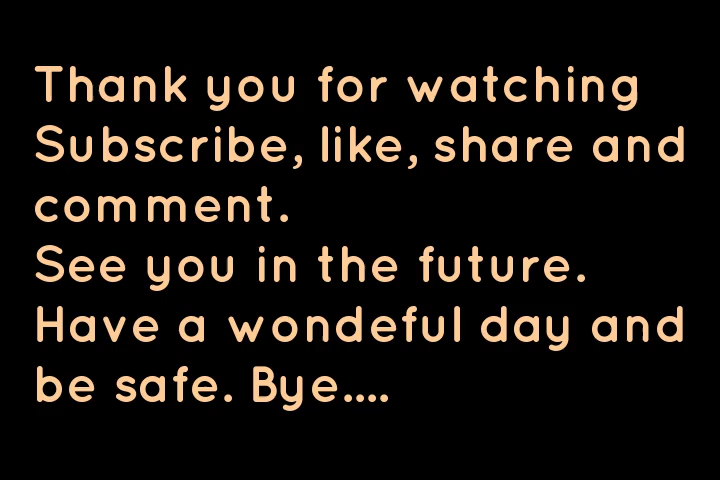 Thank you for watching
Subscribe, like, share and
comment.
See you in the future.
Have a wondeful day and
be safe. Bye....